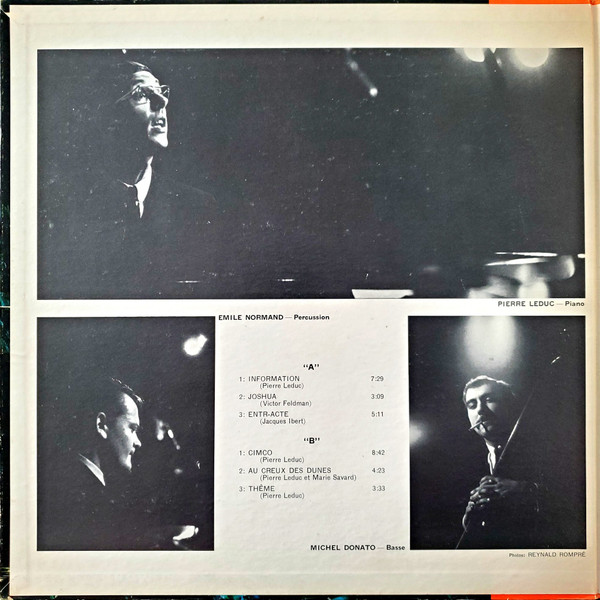 PIERRE LEDUC — Piano
EMILE NORMAND — Percussion
"A"
1: INFORMATION 7:29
(Pierre Leduc)
2: JOSHUA 3:09
(Victor Feldman)
3: ENTR-ACTE 5:11
(Jacques Ibert)
"B"
1: CIMCO 8:42
(Pierre Leduc)
2: AU CREUX DES DUNES 4:23
(Pierre Leduc et Marie Savard)
3: THÊME 3:33
(Pierre Leduc)
MICHEL DONATO — Basse
Photos: REYNALD ROMPRÉ